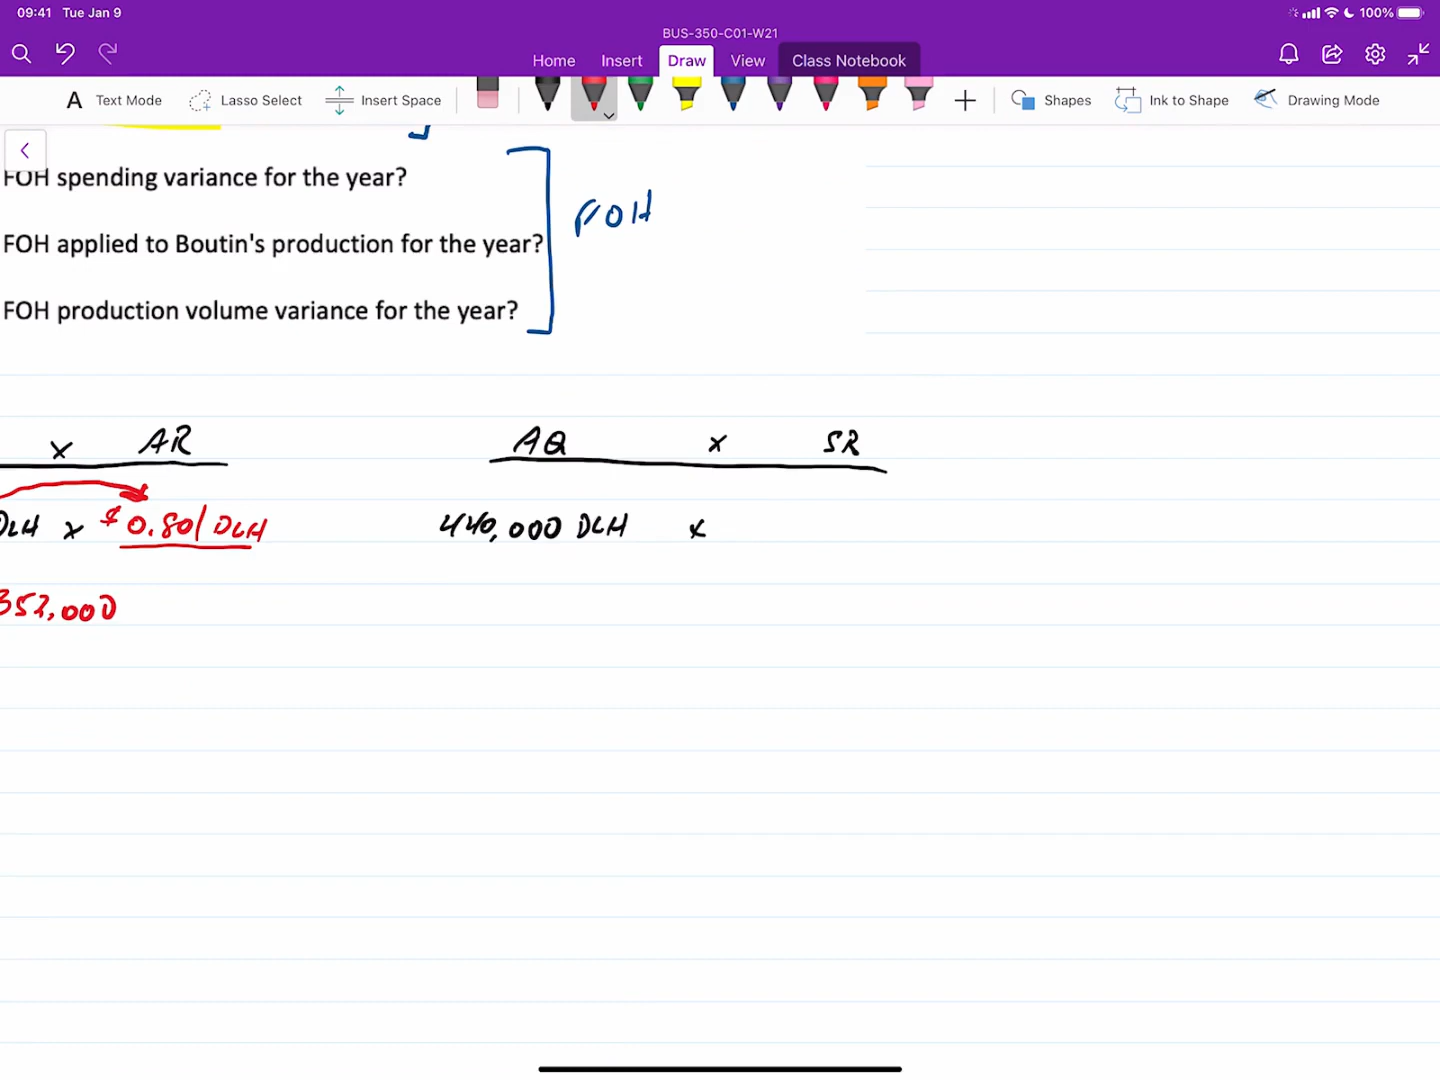 09:41 Tue Jan 9 100%
BUS-350-C01-W21
Home Insert Draw View Class Notebook
A Text Mode Lasso Select Insert Space Shapes Ink to Shape Drawing Mode
FOH spending variance for the year?
FOH applied to Boutin's production for the year?
FOH production volume variance for the year?
FOH
x AR AQ x SR
DLH x $0.80/DLH 440,000 DLH x
352,000